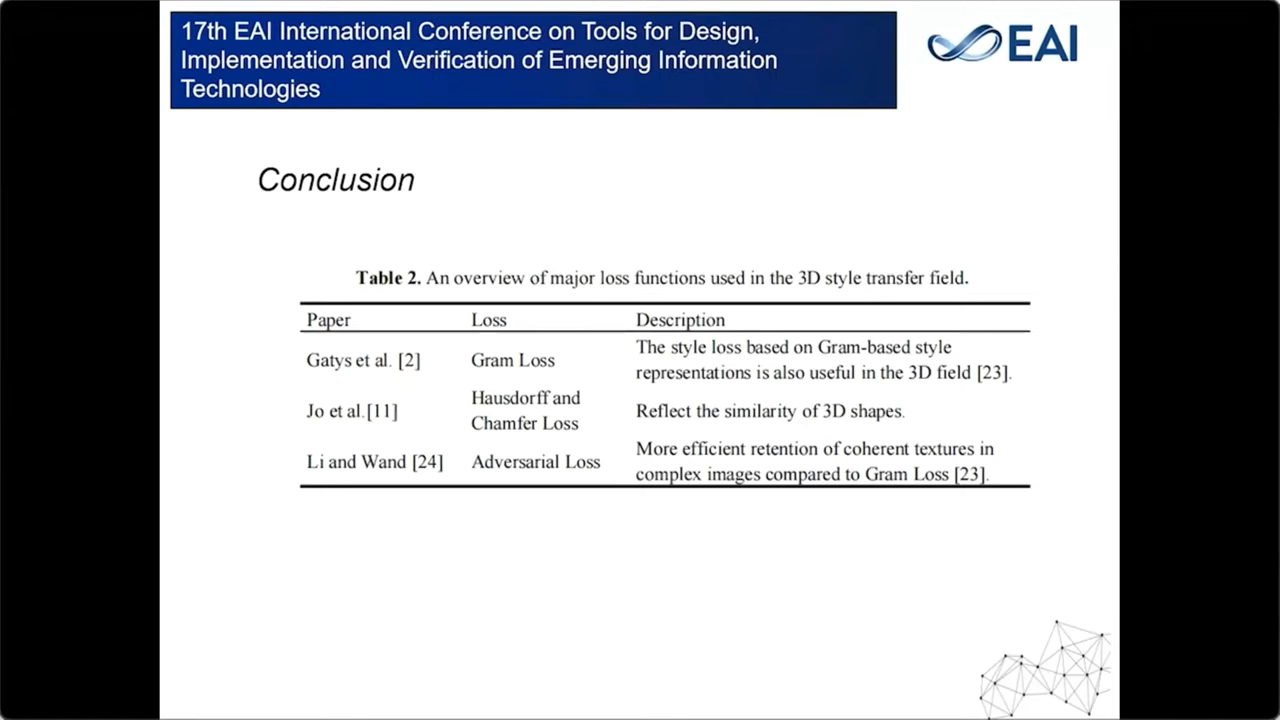 17th EAI International Conference on Tools for Design,
Implementation and Verification of Emerging Information
Technologies
EAI
Conclusion
Table 2. An overview of major loss functions used in the 3D style transfer field.
Paper Loss Description
Gatys et al. [2] Gram Loss The style loss based on Gram-based style
representations is also useful in the 3D field [23].
Jo et al.[11] Hausdorff and
Chamfer Loss Reflect the similarity of 3D shapes.
Li and Wand [24] Adversarial Loss More efficient retention of coherent textures in
complex images compared to Gram Loss [23].